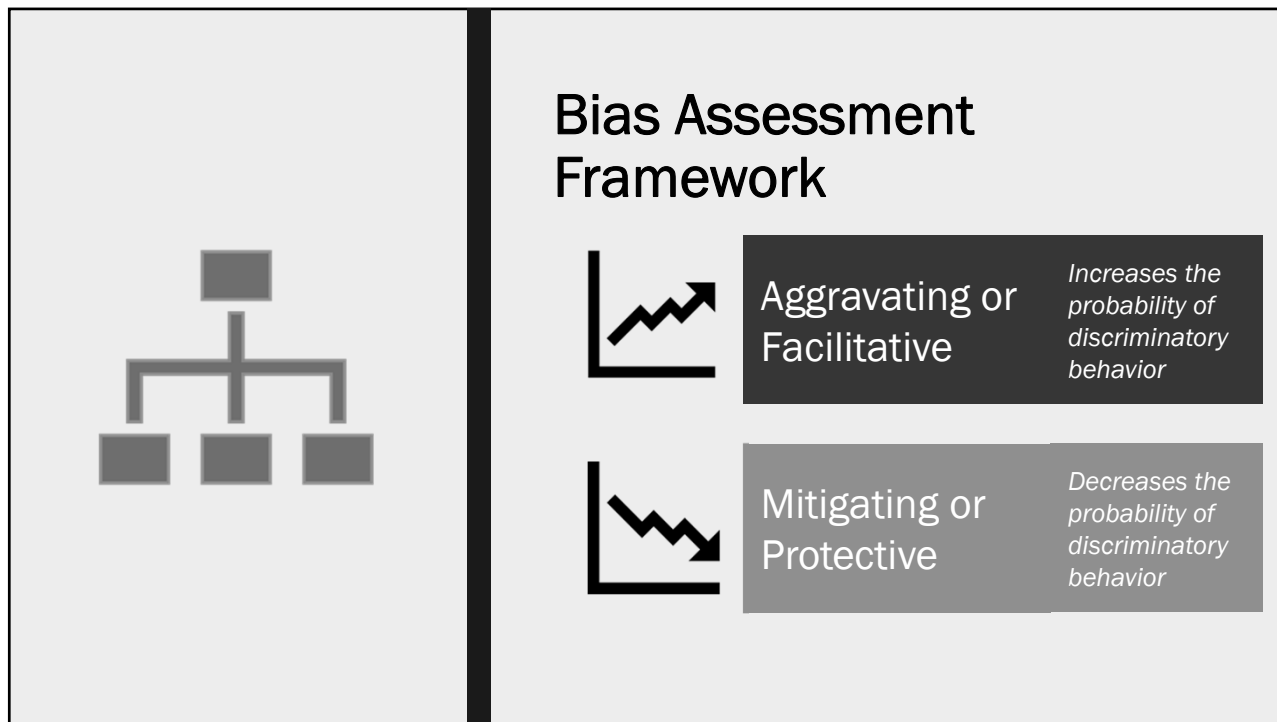 Bias Assessment
Framework
Aggravating or
Facilitative
Increases the
probability of
discriminatory
behavior
Mitigating or
Protective
Decreases the
probability of
discriminatory
behavior